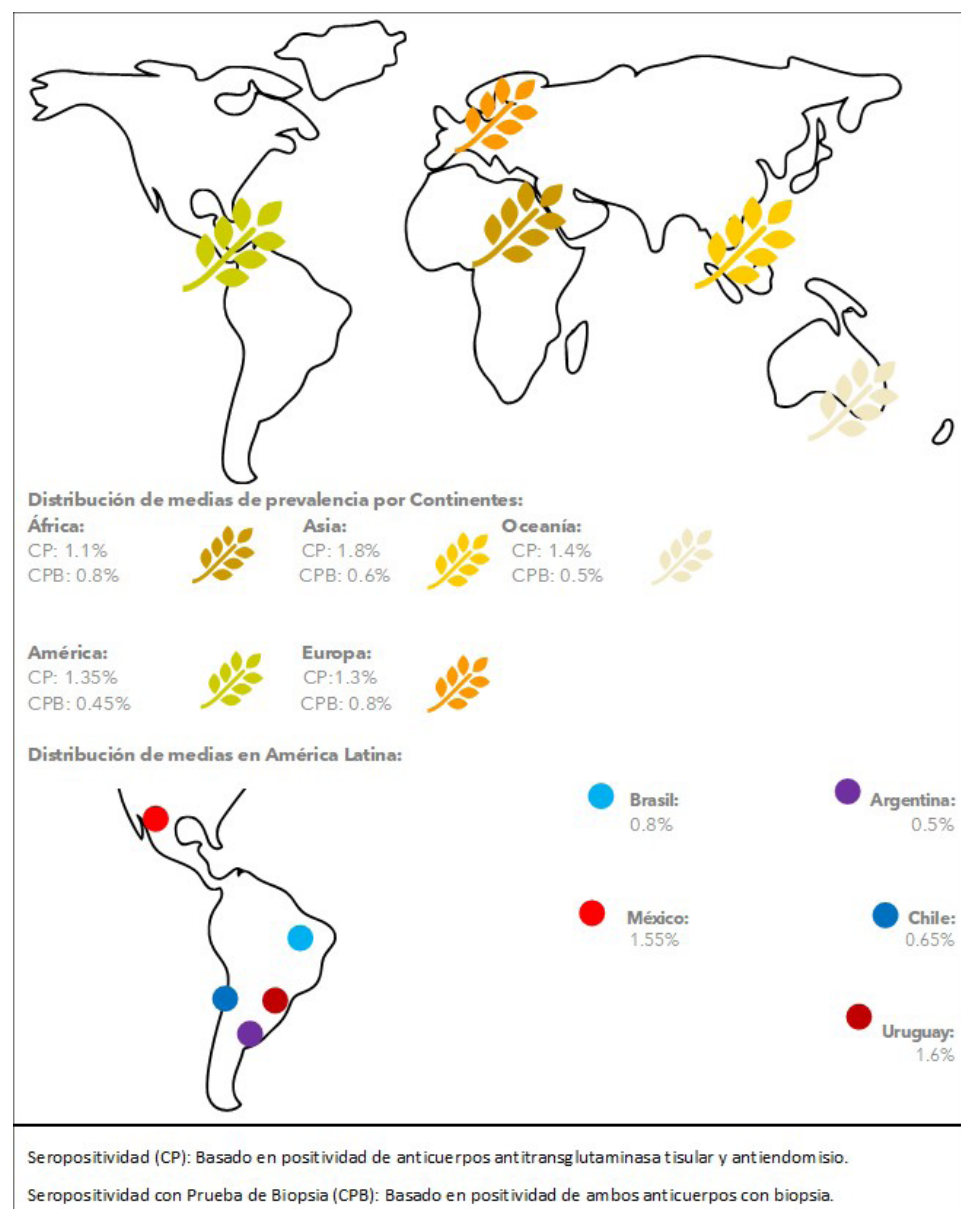 Distribución de medias de prevalencia por Continentes:
África:
CP: 1.1%
CPB: 0.8%
Asia:
CP: 1.8%
CPB: 0.6%
Oceanía:
CP: 1.4%
CPB: 0.5%
América:
CP: 1.35%
CPB: 0.45%
Europa:
CP:1.3%
CPB: 0.8%
Distribución de medias en América Latina:
Brasil:
0.8%
Argentina:
0.5%
México:
1.55%
Chile:
0.65%
Uruguay:
1.6%
Seropositividad (CP): Basado en positividad de anticuerpos antitransglutaminasa tisular y antiendomisio.
Seropositividad con Prueba de Biopsia (CPB): Basado en positividad de ambos anticuerpos con biopsia.